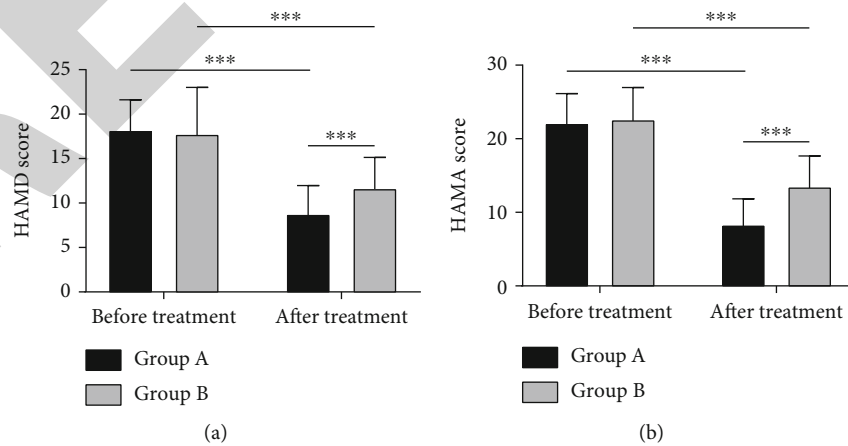 ***
***
***
25
20
15
10
5
0
HAMD score
Before treatment
After treatment
Group A
Group B
(a)
***
***
***
30
20
10
0
HAMA score
Before treatment
After treatment
Group A
Group B
(b)